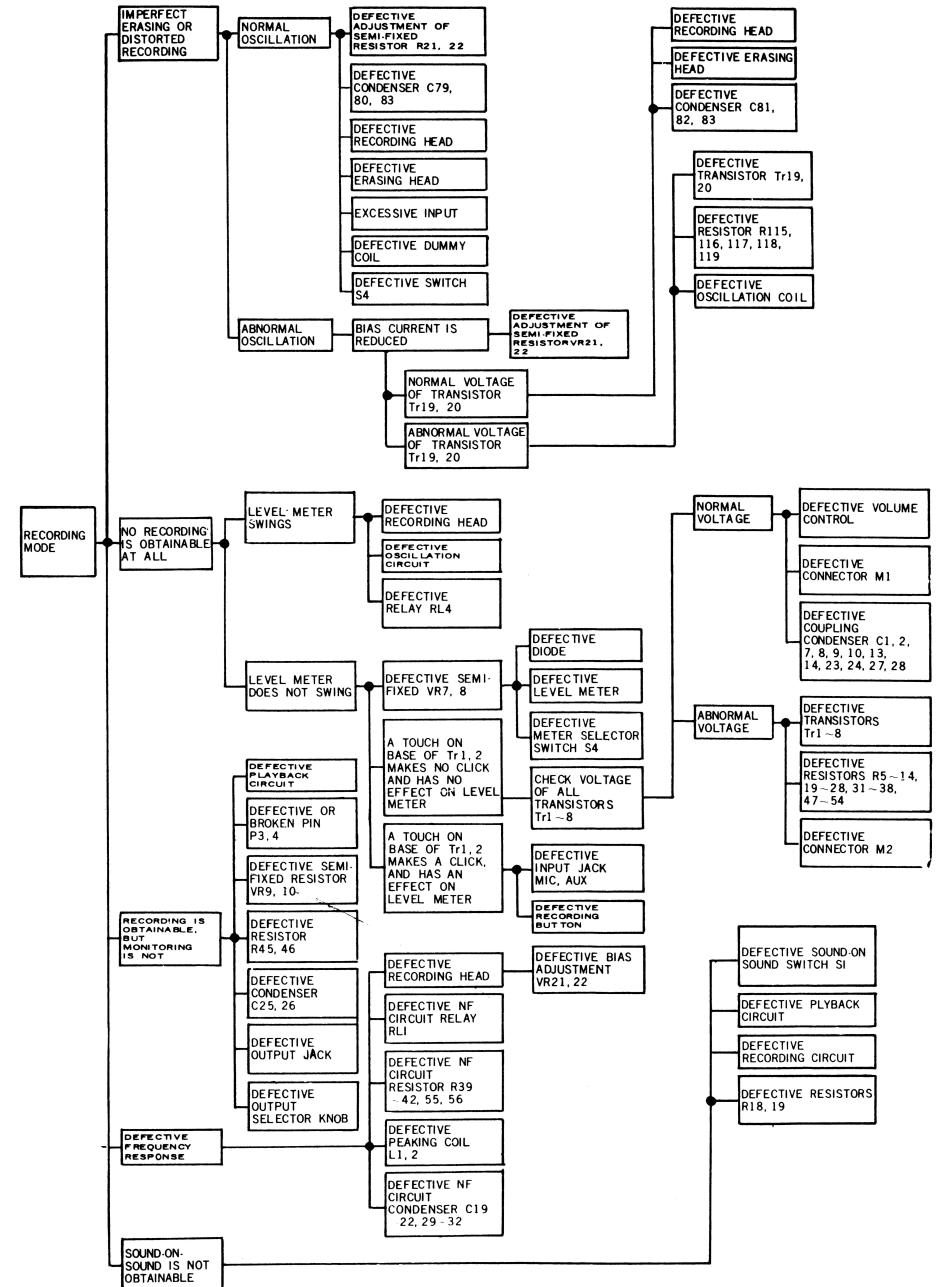 RECORDING
MODE
IMPERFECT
ERASING OR
DISTORTED
RECORDING
NORMAL
OSCILLATION
DEFECTIVE
ADJUSTMENT OF
SEMI-FIXED
RESISTOR R21, 22
DEFECTIVE
CONDENSER C79,
80, 83
DEFECTIVE
RECORDING HEAD
DEFECTIVE
ERASING HEAD
EXCESSIVE INPUT
DEFECTIVE DUMMY
COIL
DEFECTIVE SWITCH
S4
ABNORMAL
OSCILLATION
BIAS CURRENT IS
REDUCED
DEFECTIVE
ADJUSTMENT OF
SEMI-FIXED
RESISTORVR21,
22
NORMAL VOLTAGE
OF TRANSISTOR
Tr19, 20
DEFECTIVE
RECORDING HEAD
DEFECTIVE ERASING
HEAD
DEFECTIVE
CONDENSER C81,
82, 83
ABNORMAL VOLTAGE
OF TRANSISTOR
Tr19, 20
DEFECTIVE
TRANSISTOR Tr19,
20
DEFECTIVE
RESISTOR R115,
116, 117, 118,
119
DEFECTIVE
OSCILLATION COIL
NO RECORDING
IS OBTAINABLE
AT ALL
LEVEL METER
SWINGS
DEFECTIVE
RECORDING HEAD
DEFECTIVE
OSCILLATION
CIRCUIT
DEFECTIVE
RELAY RL4
LEVEL METER
DOES NOT SWING
DEFECTIVE SEMI-
FIXED VR7, 8
DEFECTIVE
DIODE
DEFECTIVE
LEVEL METER
DEFECTIVE
METER SELECTOR
SWITCH S4
A TOUCH ON
BASE OF Tr1, 2
MAKES NO CLICK
AND HAS NO
EFFECT ON LEVEL
METER
CHECK VOLTAGE
OF ALL
TRANSISTORS
Tr1~8
NORMAL
VOLTAGE
DEFECTIVE VOLUME
CONTROL
DEFECTIVE
CONNECTOR M1
DEFECTIVE
COUPLING
CONDENSER C1, 2,
7, 8, 9, 10, 13,
14, 23, 24, 27, 28
ABNORMAL
VOLTAGE
DEFECTIVE
TRANSISTORS
Tr1~8
DEFECTIVE
RESISTORS R5~14,
19~28, 31~38,
47~54
DEFECTIVE
CONNECTOR M2
A TOUCH ON
BASE OF Tr1, 2
MAKES A CLICK,
AND HAS AN
EFFECT ON
LEVEL METER
DEFECTIVE
INPUT JACK
MIC, AUX
DEFECTIVE
RECORDING
BUTTON
RECORDING IS
OBTAINABLE,
BUT
MONITORING
IS NOT
DEFECTIVE
PLAYBACK
CIRCUIT
DEFECTIVE OR
BROKEN PIN
P3, 4
DEFECTIVE SEMI-
FIXED RESISTOR
VR9, 10
DEFECTIVE
RESISTOR
R45, 46
DEFECTIVE
CONDENSER
C25, 26
DEFECTIVE
OUTPUT JACK
DEFECTIVE
OUTPUT
SELECTOR KNOB
DEFECTIVE
FREQUENCY
RESPONSE
DEFECTIVE
RECORDING HEAD
DEFECTIVE BIAS
ADJUSTMENT
VR21, 22
DEFECTIVE NF
CIRCUIT RELAY
RL1
DEFECTIVE NF
CIRCUIT
RESISTOR R39
~42, 55, 56
DEFECTIVE
PEAKING COIL
L1, 2
DEFECTIVE NF
CIRCUIT
CONDENSER C19
~22, 29~32
SOUND-ON-
SOUND IS NOT
OBTAINABLE
DEFECTIVE SOUND-ON
SOUND SWITCH S1
DEFECTIVE PLYBACK
CIRCUIT
DEFECTIVE
RECORDING CIRCUIT
DEFECTIVE RESISTORS
R18, 19